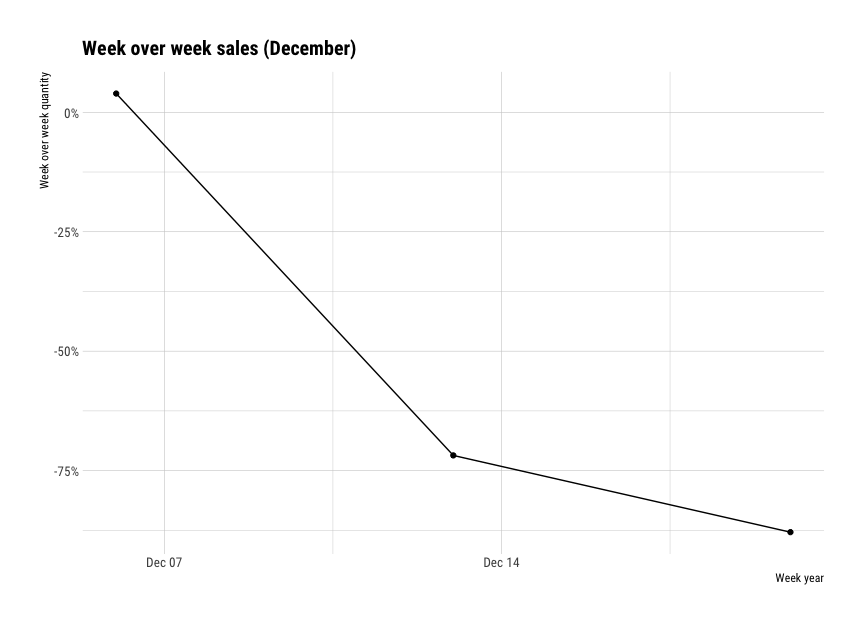 Week over week sales (December)
Week over week quantity
0%
-25%
-50%
-75%
Dec 07
Dec 14
Week year